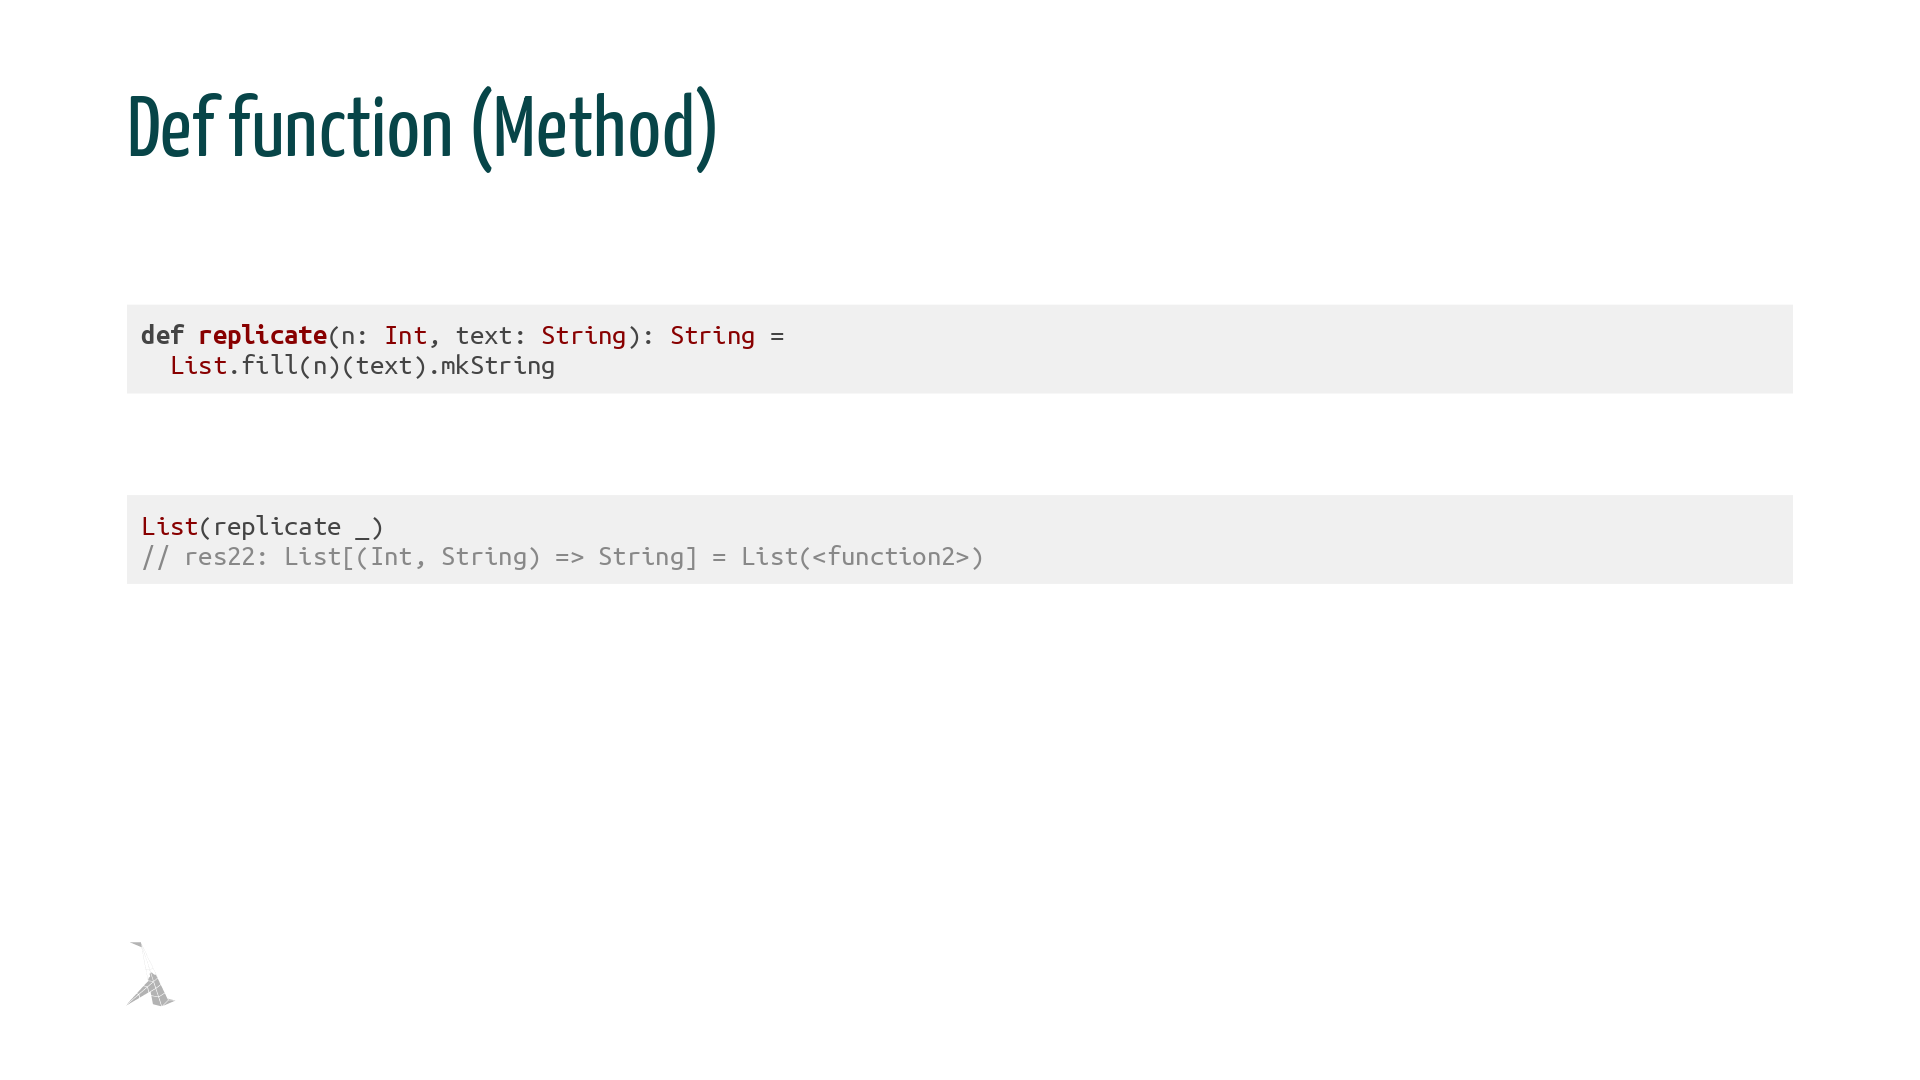 Def function (Method)
def replicate(n: Int, text: String): String =
  List.fill(n)(text).mkString
List(replicate _)
// res22: List[(Int, String) => String] = List(<function2>)